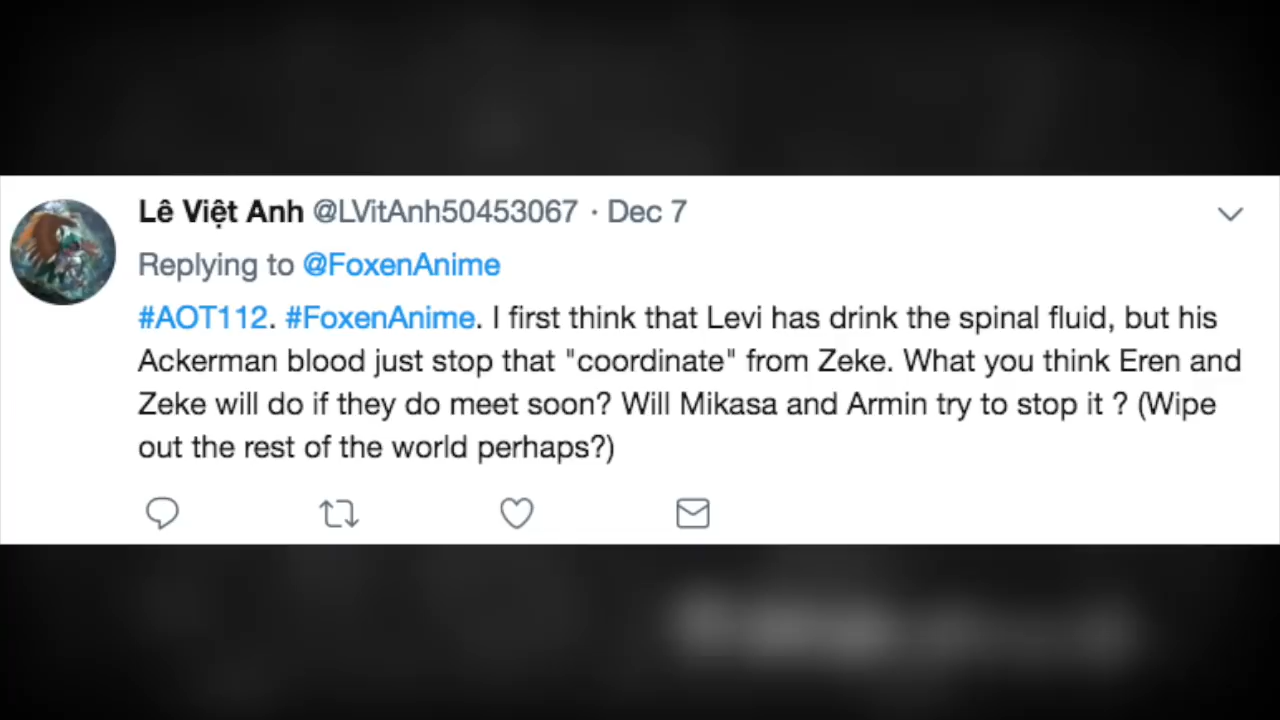 Lê Việt Anh @LVitAnh50453067 · Dec 7
Replying to @FoxenAnime
#AOT112. #FoxenAnime. I first think that Levi has drink the spinal fluid, but his
Ackerman blood just stop that "coordinate" from Zeke. What you think Eren and
Zeke will do if they do meet soon? Will Mikasa and Armin try to stop it ? (Wipe
out the rest of the world perhaps?)